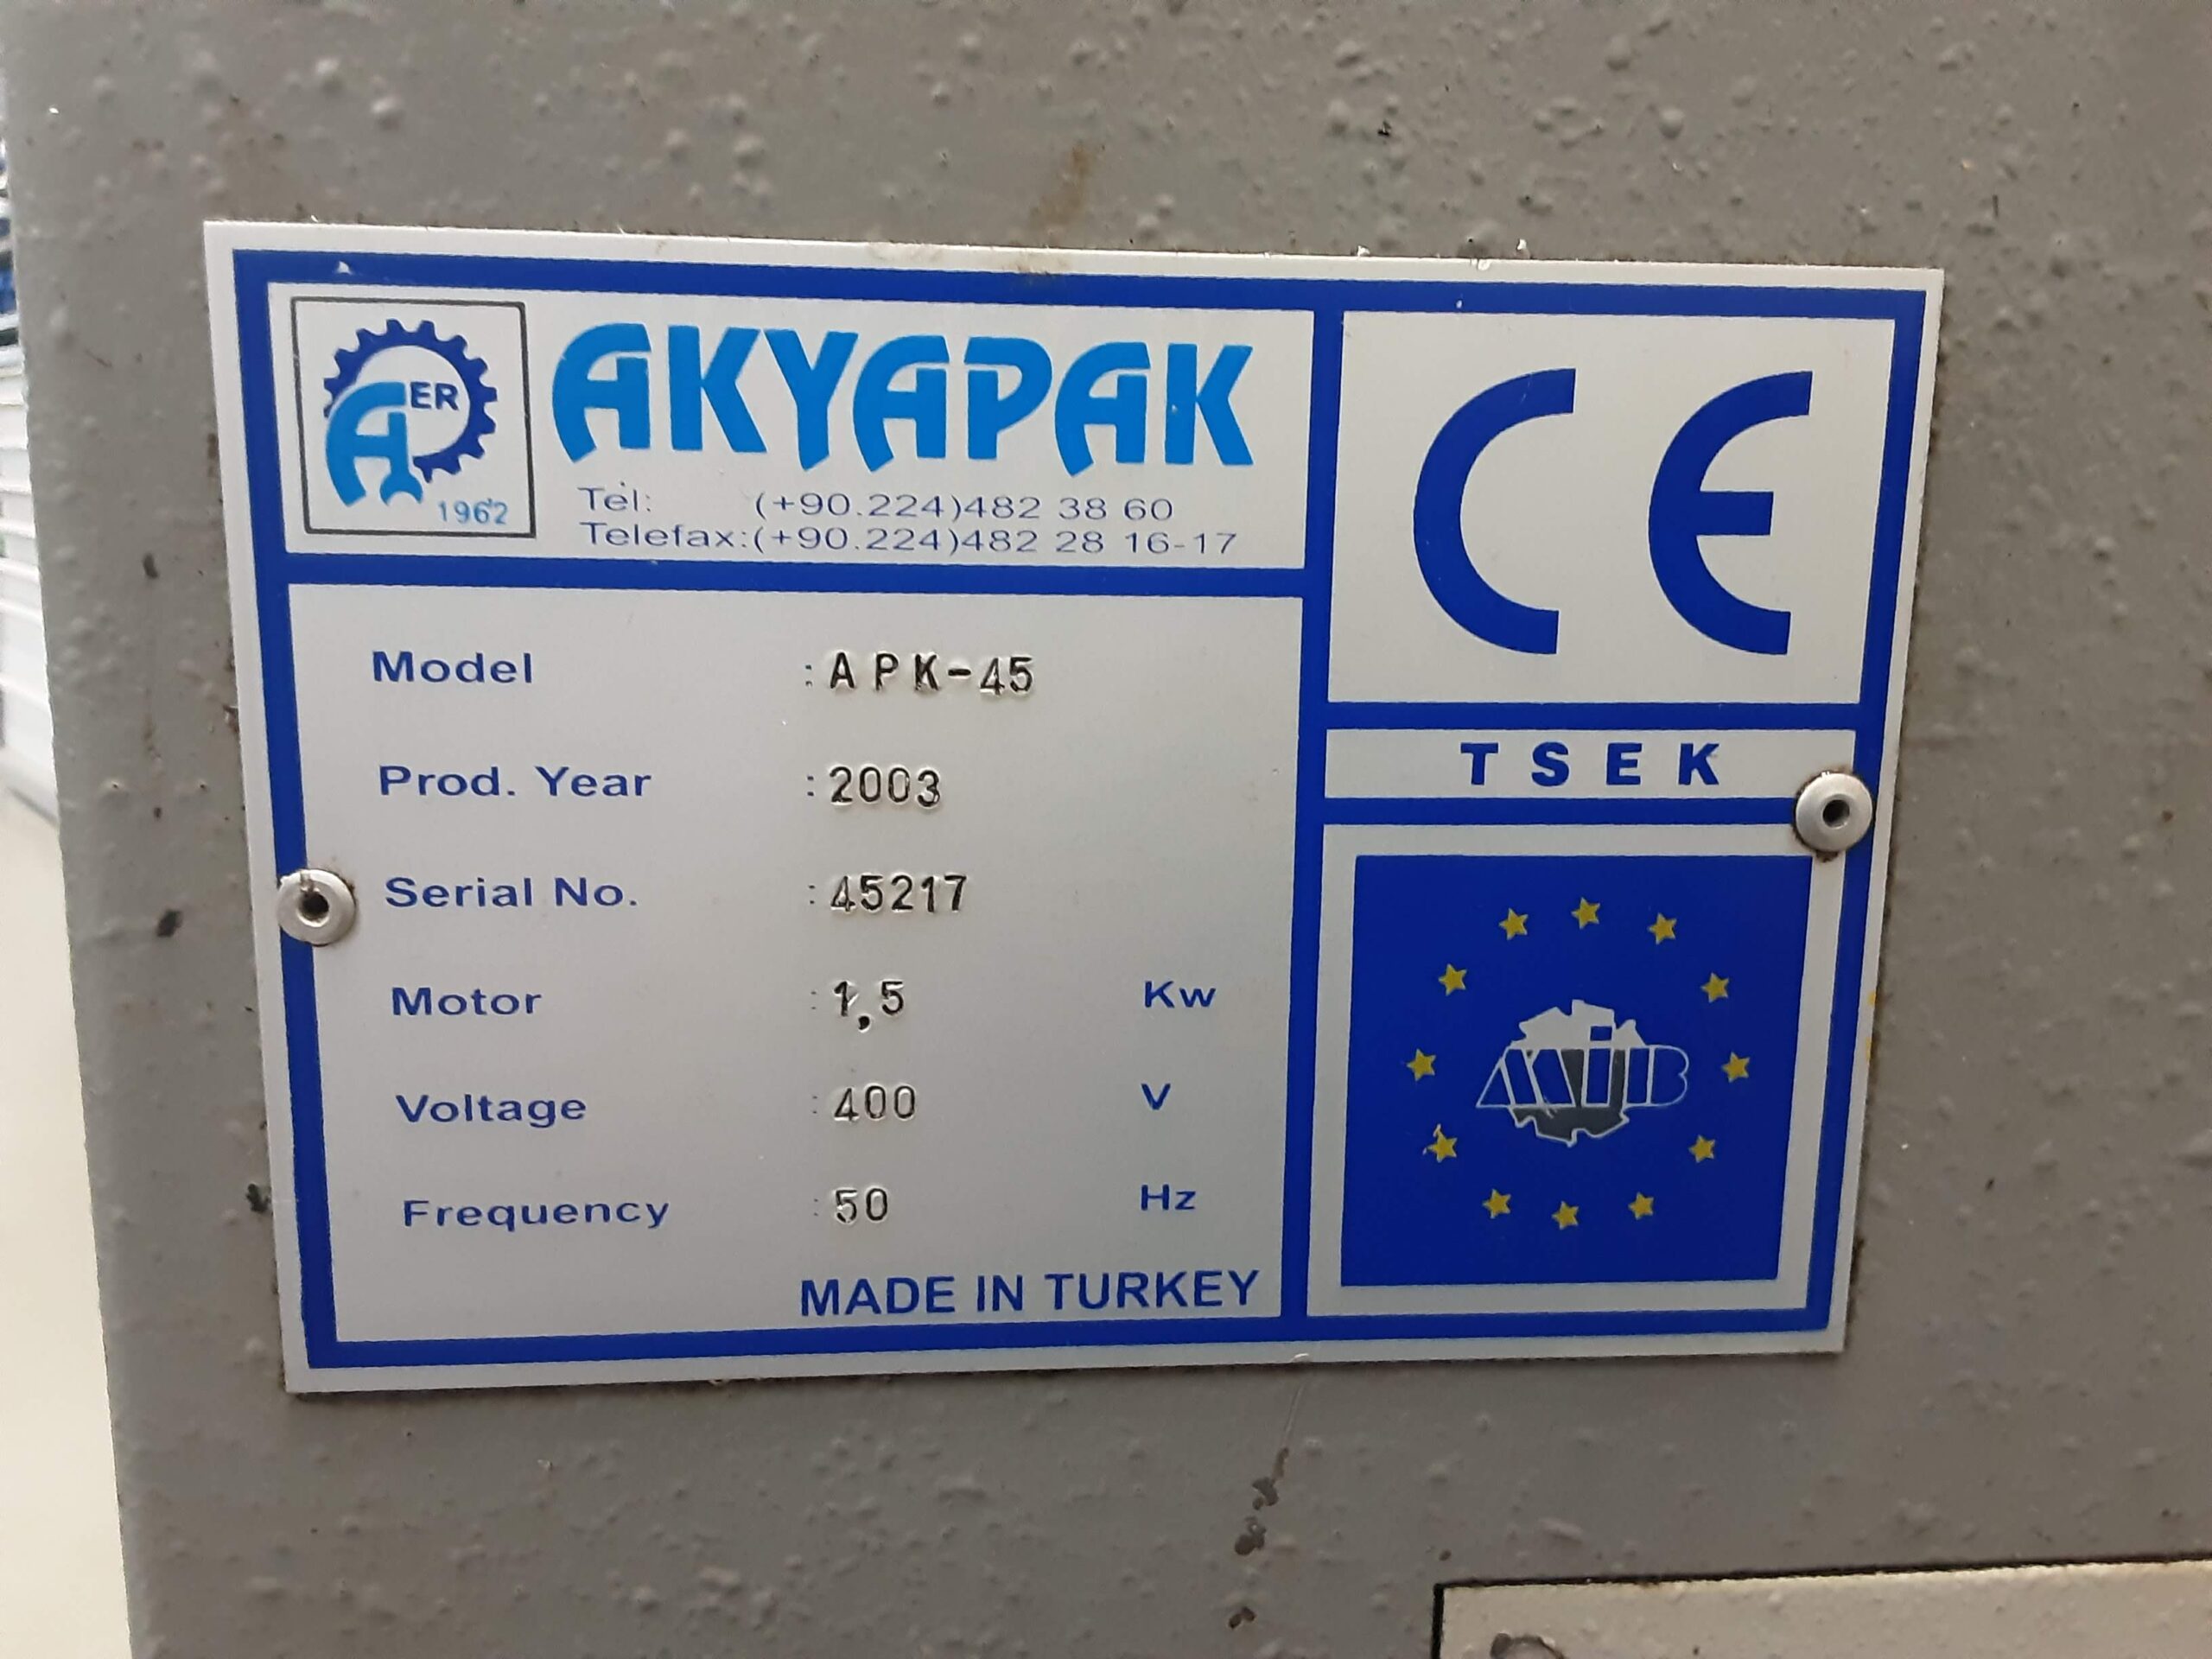 A ER
1962
AKYAPAK
Tel: (+90.224)482 38 60
Telefax:(+90.224)482 28 16-17
CE
Model :APK-45
Prod. Year :2003
Serial No. :45217
Motor :1,5 Kw
Voltage :400 V
Frequency :50 Hz
MADE IN TURKEY
TSEK
MiB